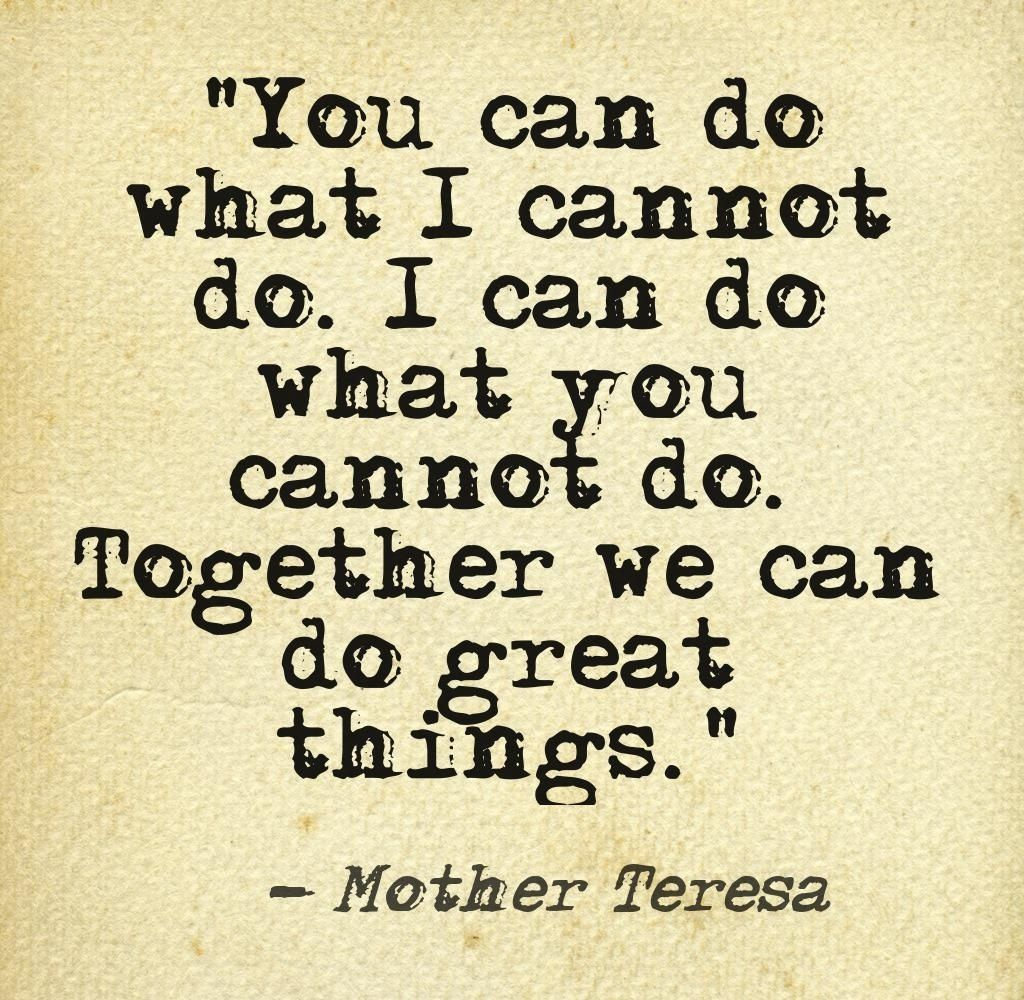 "You can do
what I cannot
do. I can do
what you
cannot do.
Together we can
do great
things."
– Mother Teresa